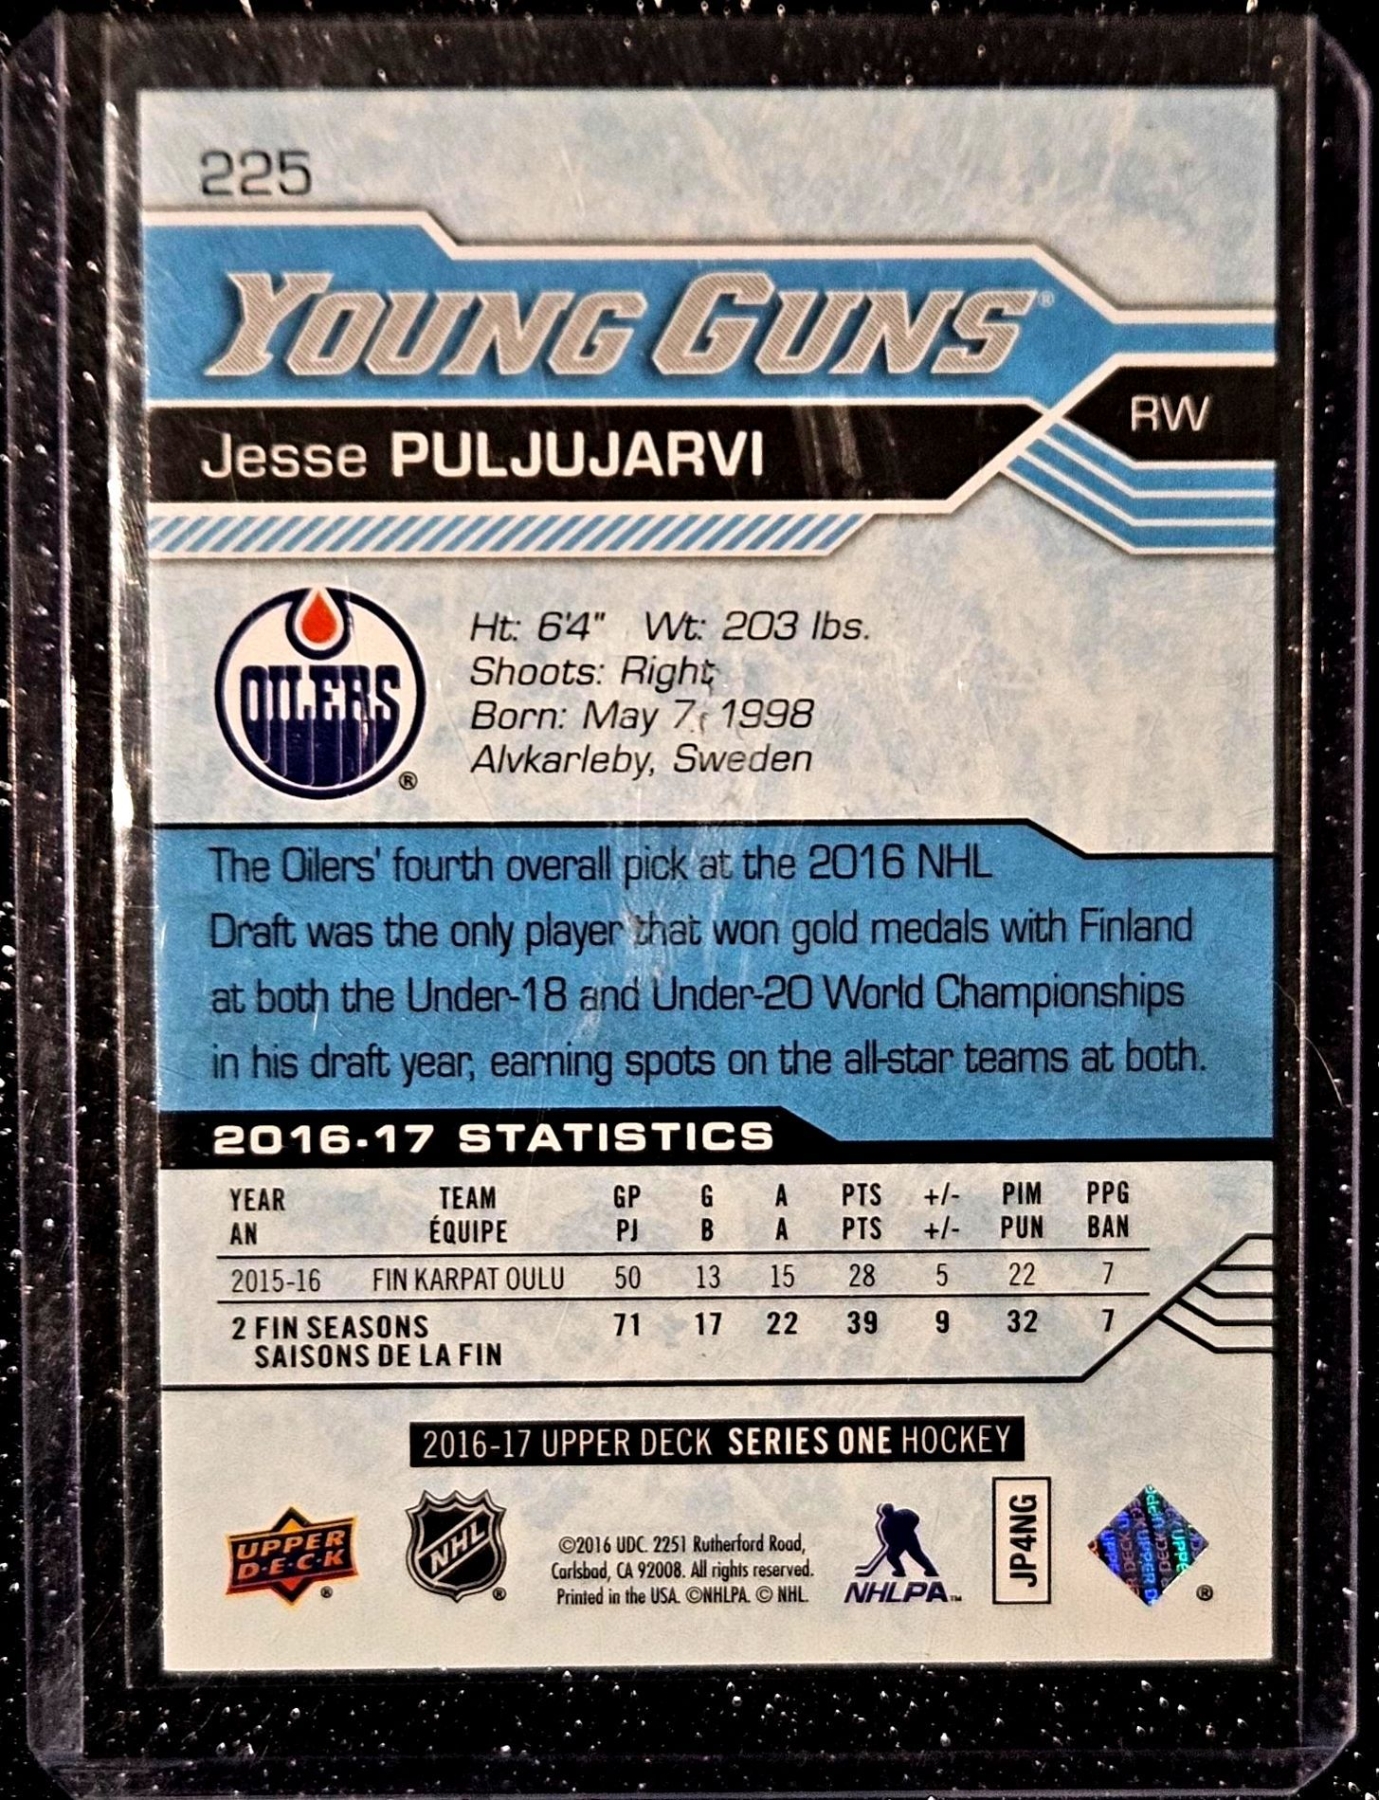 225
YOUNG GUNS®
RW
Jesse PULJUJARVI
OILERS
®
Ht: 6'4" Wt: 203 lbs.
Shoots: Right
Born: May 7, 1998
Alvkarleby, Sweden
The Oilers' fourth overall pick at the 2016 NHL
Draft was the only player that won gold medals with Finland
at both the Under-18 and Under-20 World Championships
in his draft year, earning spots on the all-star teams at both.
2016-17 STATISTICS
YEAR TEAM GP G A PTS +/- PIM PPG
AN ÉQUIPE PJ B A PTS +/- PUN BAN
2015-16 FIN KARPAT OULU 50 13 15 28 5 22 7
2 FIN SEASONS 71 17 22 39 9 32 7
SAISONS DE LA FIN
2016-17 UPPER DECK SERIES ONE HOCKEY
UPPER
D·E·C·K
®
NHL
®
©2016 UDC. 2251 Rutherford Road,
Carlsbad, CA 92008. All rights reserved.
Printed in the USA. ©NHLPA. © NHL.
NHLPA™
JP4NG
®